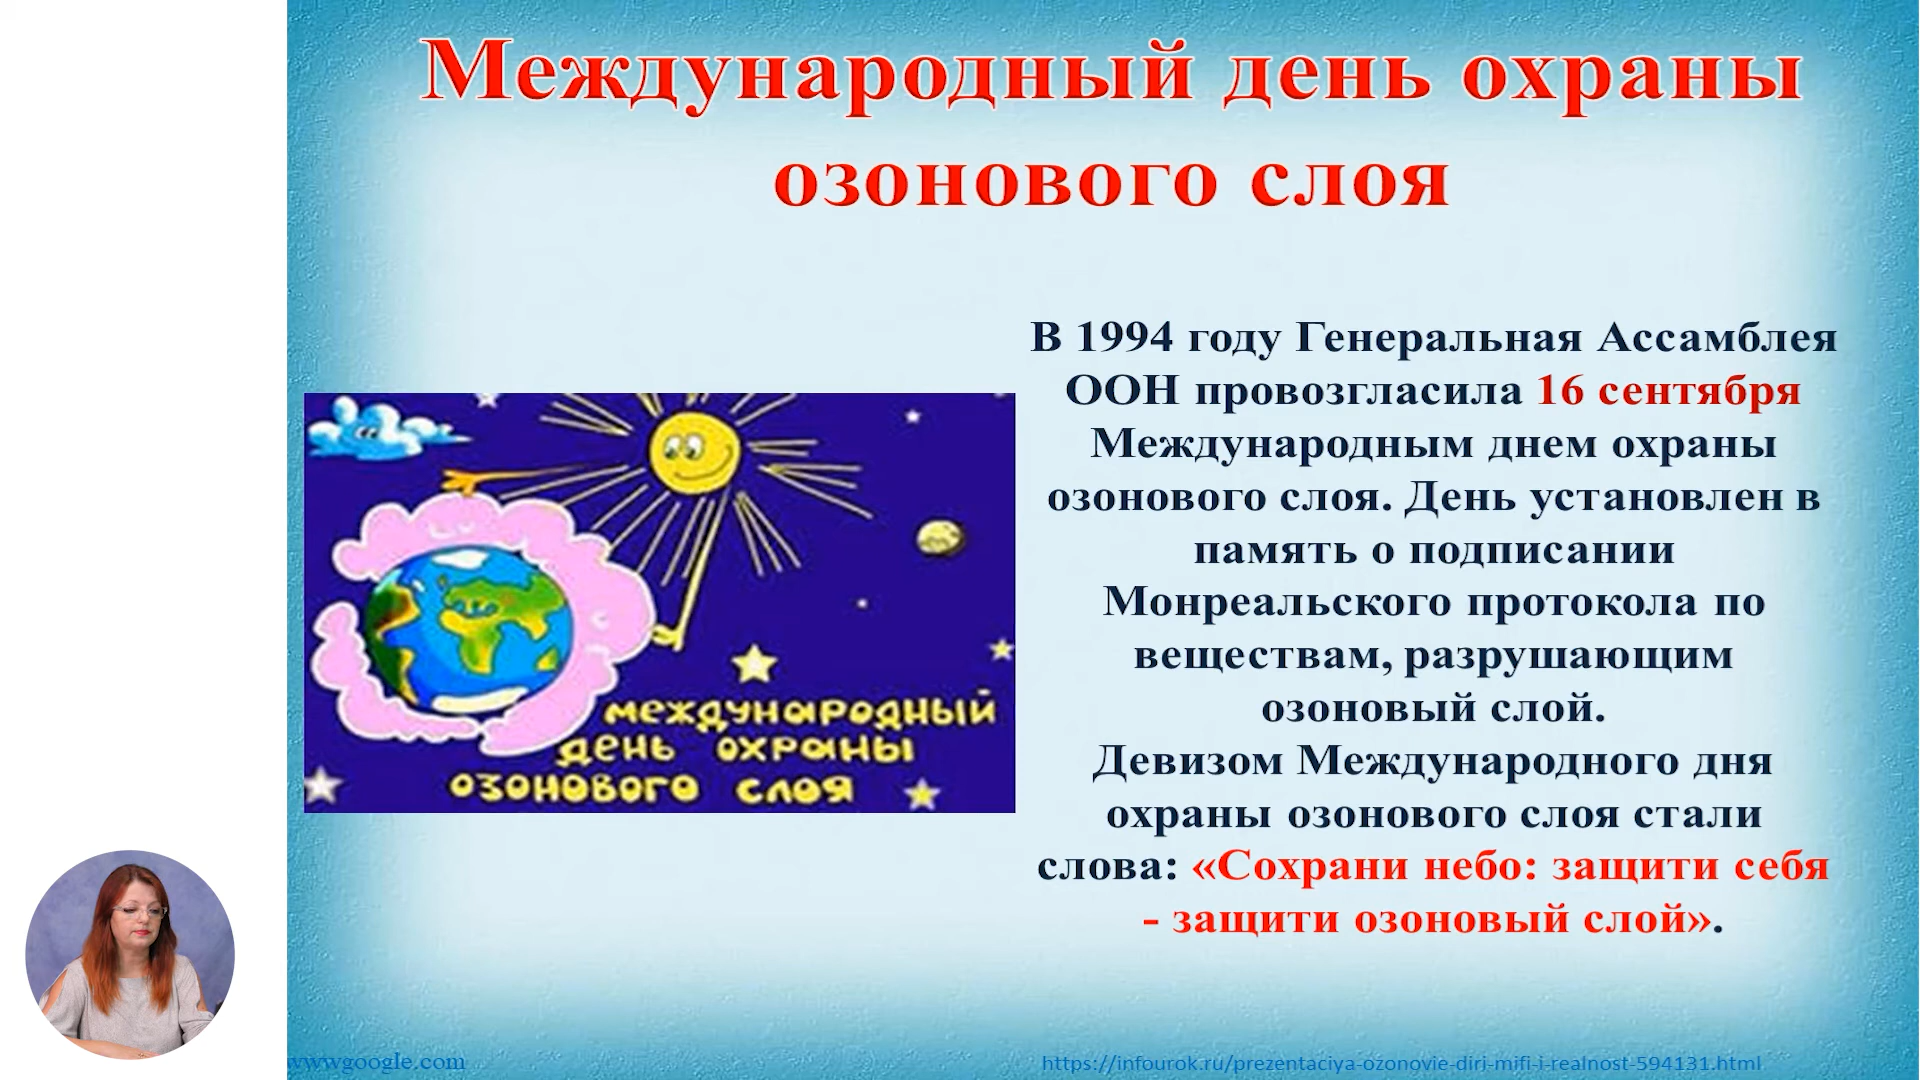 Международный день охраны
озонового слоя
В 1994 году Генеральная Ассамблея
ООН провозгласила 16 сентября
Международным днем охраны
озонового слоя. День установлен в
память о подписании
Монреальского протокола по
веществам, разрушающим
озоновый слой.
Девизом Международного дня
охраны озонового слоя стали
слова: «Сохрани небо: защити себя
- защити озоновый слой».
международный
день охраны
озонового слоя
wwwgoogle.com
https://infourok.ru/prezentaciya-ozonovie-diri-mifi-i-realnost-594131.html